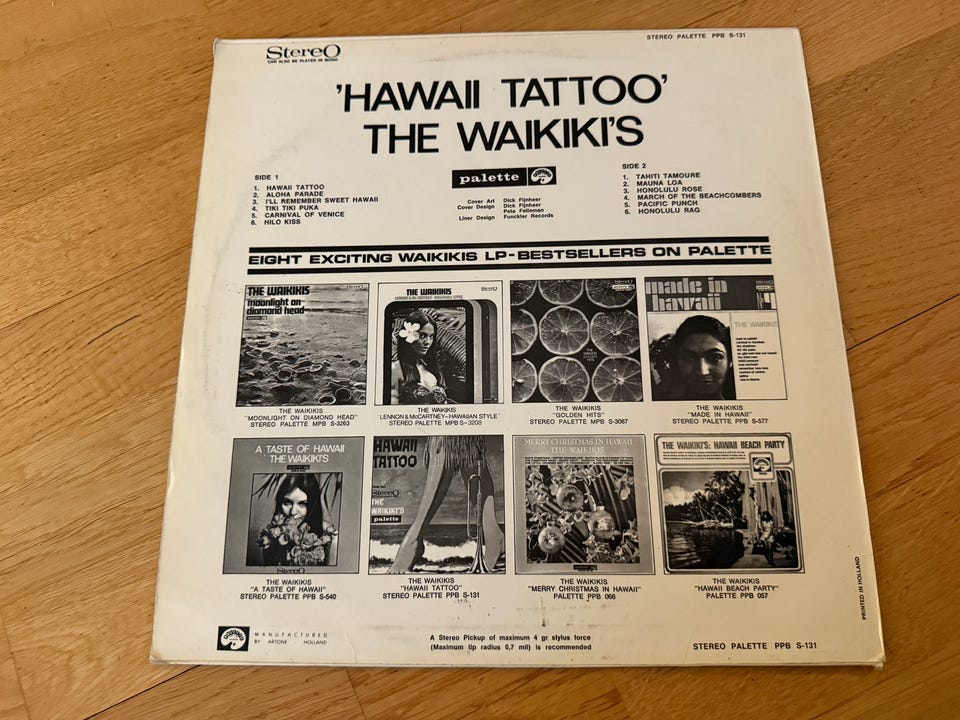 StereO
CAN ALSO BE PLAYED IN MONO
STEREO PALETTE PPB S-131
'HAWAII TATTOO'
THE WAIKIKI'S
SIDE 1
1. HAWAII TATTOO
2. ALOHA PARADE
3. I'LL REMEMBER SWEET HAWAII
4. TIKI TIKI PUKA
5. CARNIVAL OF VENICE
6. HILO KISS
palette
Cover Art Dick Fijnheer
Cover Design Dick Fijnheer
Pete Felleman
Liner Design Funckler Records
SIDE 2
1. TAHITI TAMOURE
2. MAUNA LOA
3. HONOLULU ROSE
4. MARCH OF THE BEACHCOMBERS
5. PACIFIC PUNCH
6. HONOLULU RAG
EIGHT EXCITING WAIKIKIS LP-BESTSELLERS ON PALETTE
THE WAIKIKIS
moonlight on
diamond head
THE WAIKIKIS
"MOONLIGHT ON DIAMOND HEAD"
STEREO PALETTE MPB S-3263
THE WAIKIKIS
THE WAIKIKIS
"LENNON & McCARTNEY-HAWAIIAN STYLE"
STEREO PALETTE MPB S-3208
THE WAIKIKIS
"GOLDEN HITS"
STEREO PALETTE MPB S-3067
made in
hawaii
THE WAIKIKIS
THE WAIKIKIS
"MADE IN HAWAII"
STEREO PALETTE PPB S-577
A TASTE OF HAWAII
THE WAIKIKI'S
StereO
THE WAIKIKIS
"A TASTE OF HAWAII"
STEREO PALETTE PPB S-540
HAWAII
TATTOO
StereO
THE
WAIKIKI'S
palette
THE WAIKIKIS
"HAWAII TATTOO"
STEREO PALETTE PPB S-131
MERRY CHRISTMAS IN HAWAII
THE WAIKIKIS
THE WAIKIKIS
"MERRY CHRISTMAS IN HAWAII"
PALETTE PPB 066
THE WAIKIKI'S: HAWAII BEACH PARTY
THE WAIKIKIS
"HAWAII BEACH PARTY"
PALETTE PPB 057
PRINTED IN HOLLAND
MANUFACTURED
BY ARTONE HOLLAND
A Stereo Pickup of maximum 4 gr stylus force
(Maximum tip radius 0,7 mil) is recommended
STEREO PALETTE PPB S-131